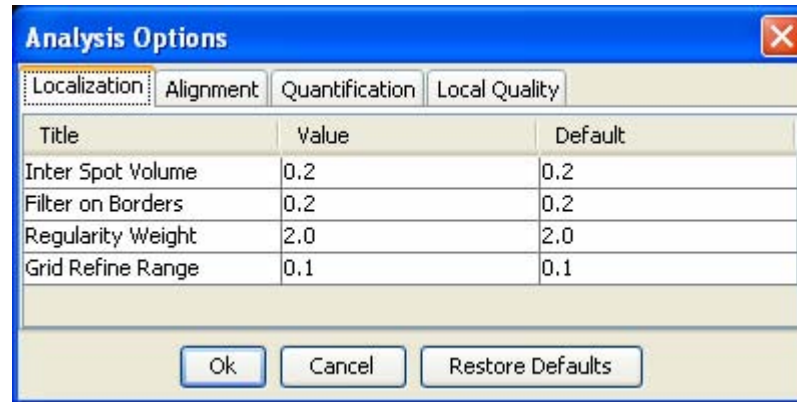 Analysis Options
Localization Alignment Quantification Local Quality
Title Value Default
Inter Spot Volume 0.2 0.2
Filter on Borders 0.2 0.2
Regularity Weight 2.0 2.0
Grid Refine Range 0.1 0.1
Ok Cancel Restore Defaults